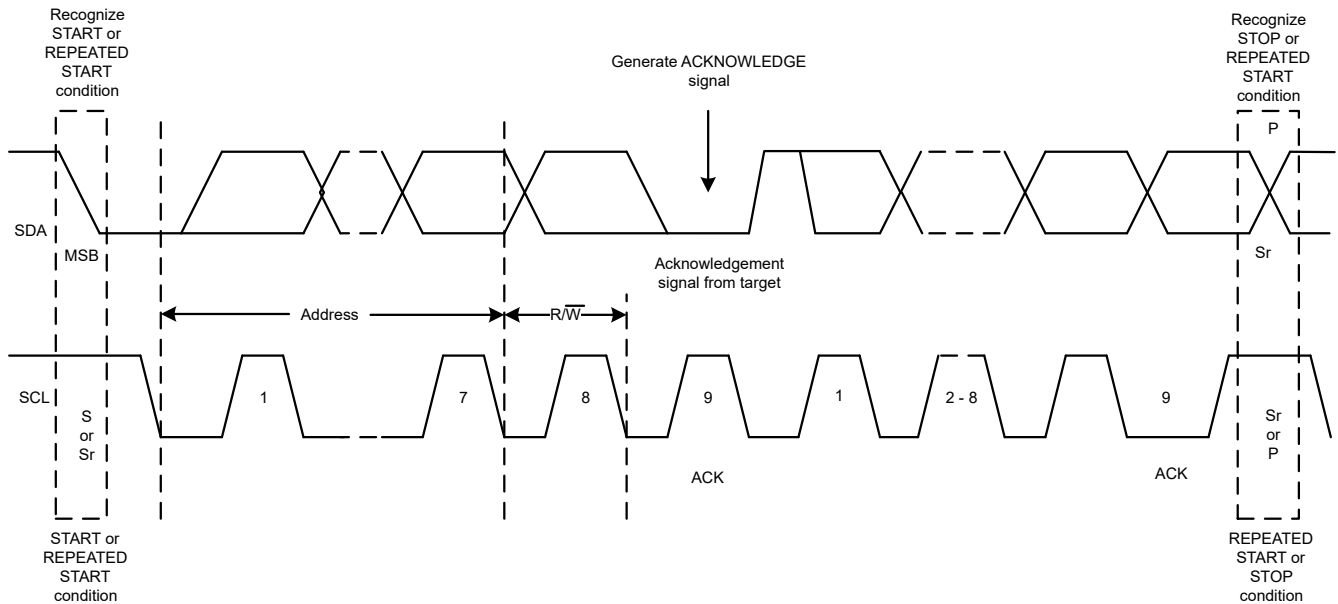 Recognize
START or
REPEATED
START
condition
Recognize
STOP or
REPEATED
START
condition
Generate ACKNOWLEDGE
signal
P
SDA
MSB
Acknowledgement
signal from target
Sr
Address
R/W̅
SCL
S
or
Sr
1
7
8
9
1
2 - 8
9
Sr
or
P
ACK
ACK
START or
REPEATED
START
condition
REPEATED
START or
STOP
condition